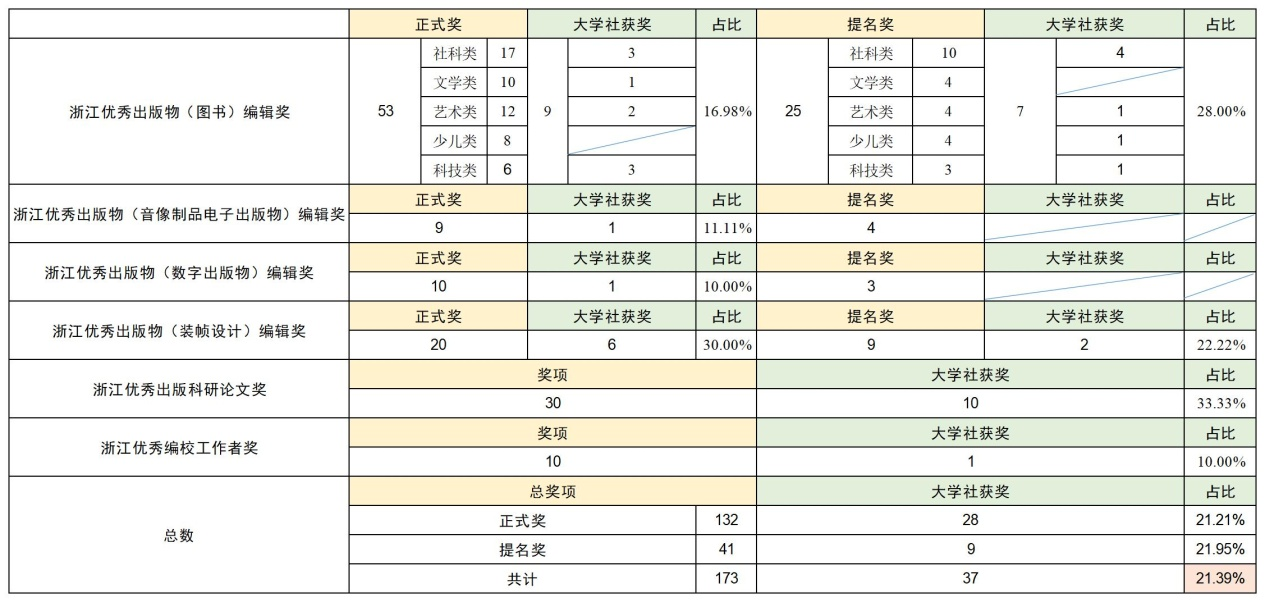 正式奖 大学社获奖 占比 提名奖 大学社获奖 占比
浙江优秀出版物（图书）编辑奖 53 9 16.98% 25 7 28.00%
社科类 17 3 社科类 10 4
文学类 10 1 文学类 4
艺术类 12 2 艺术类 4 1
少儿类 8 少儿类 4 1
科技类 6 3 科技类 3 1
浙江优秀出版物（音像制品电子出版物）编辑奖
正式奖 大学社获奖 占比 提名奖 大学社获奖 占比
9 1 11.11% 4
浙江优秀出版物（数字出版物）编辑奖
正式奖 大学社获奖 占比 提名奖 大学社获奖 占比
10 1 10.00% 3
浙江优秀出版物（装帧设计）编辑奖
正式奖 大学社获奖 占比 提名奖 大学社获奖 占比
20 6 30.00% 9 2 22.22%
浙江优秀出版科研论文奖
奖项 大学社获奖 占比
30 10 33.33%
浙江优秀编校工作者奖
奖项 大学社获奖 占比
10 1 10.00%
总数
总奖项 大学社获奖 占比
正式奖 132 28 21.21%
提名奖 41 9 21.95%
共计 173 37 21.39%